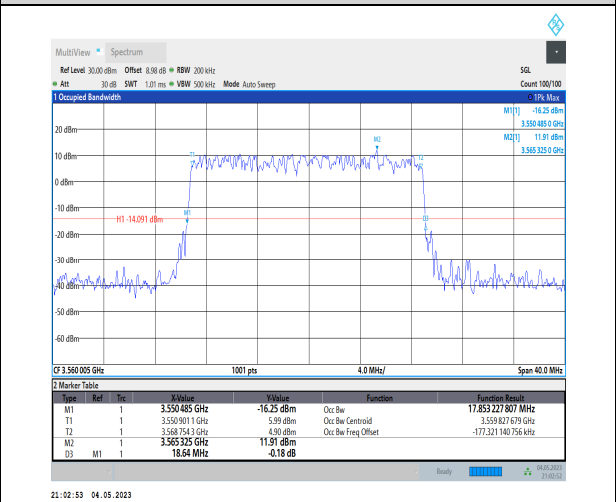 MultiView Spectrum
Ref Level 30.00 dBm Offset 8.98 dB RBW 200 kHz SGL
Att 30 dB SWT 1.01 ms VBW 500 kHz Mode Auto Sweep Count 100/100
1 Occupied Bandwidth 1Pk Max
M1[1] -16.25 dBm
3.550 485 0 GHz
M2[1] 11.91 dBm
3.565 325 0 GHz
20 dBm
M2
10 dBm
T1 T2
0 dBm
-10 dBm
M1
H1 -14.091 dBm
D3
-20 dBm
-30 dBm
-40 dBm
-50 dBm
-60 dBm
CF 3.560 005 GHz 1001 pts 4.0 MHz/ Span 40.0 MHz
2 Marker Table
Type Ref Trc X-Value Y-Value Function Function Result
M1 1 3.550 485 GHz -16.25 dBm Occ Bw 17.853 227 807 MHz
T1 1 3.550 901 1 GHz 5.99 dBm Occ Bw Centroid 3.559 827 679 GHz
T2 1 3.568 754 3 GHz 4.90 dBm Occ Bw Freq Offset -177.321 140 756 kHz
M2 1 3.565 325 GHz 11.91 dBm
D3 M1 1 18.64 MHz -0.18 dB
Ready 04.05.2023
21:02:52
21:02:53 04.05.2023